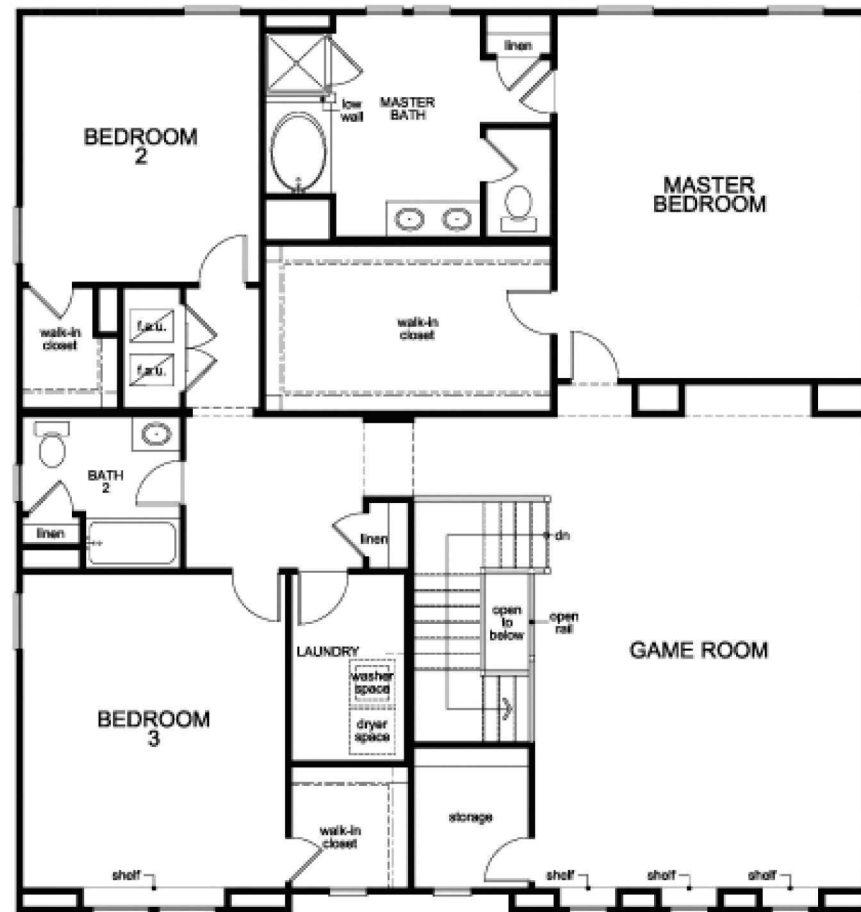 linen
low
wall
MASTER
BATH
BEDROOM
2
MASTER
BEDROOM
walk-in
closet
f.a.u.
f.a.u.
walk-in
closet
BATH
2
linen
linen
dn
open
to
below
open
rail
LAUNDRY
washer
space
dryer
space
GAME ROOM
BEDROOM
3
walk-in
closet
storage
shelf
shelf
shelf
shelf